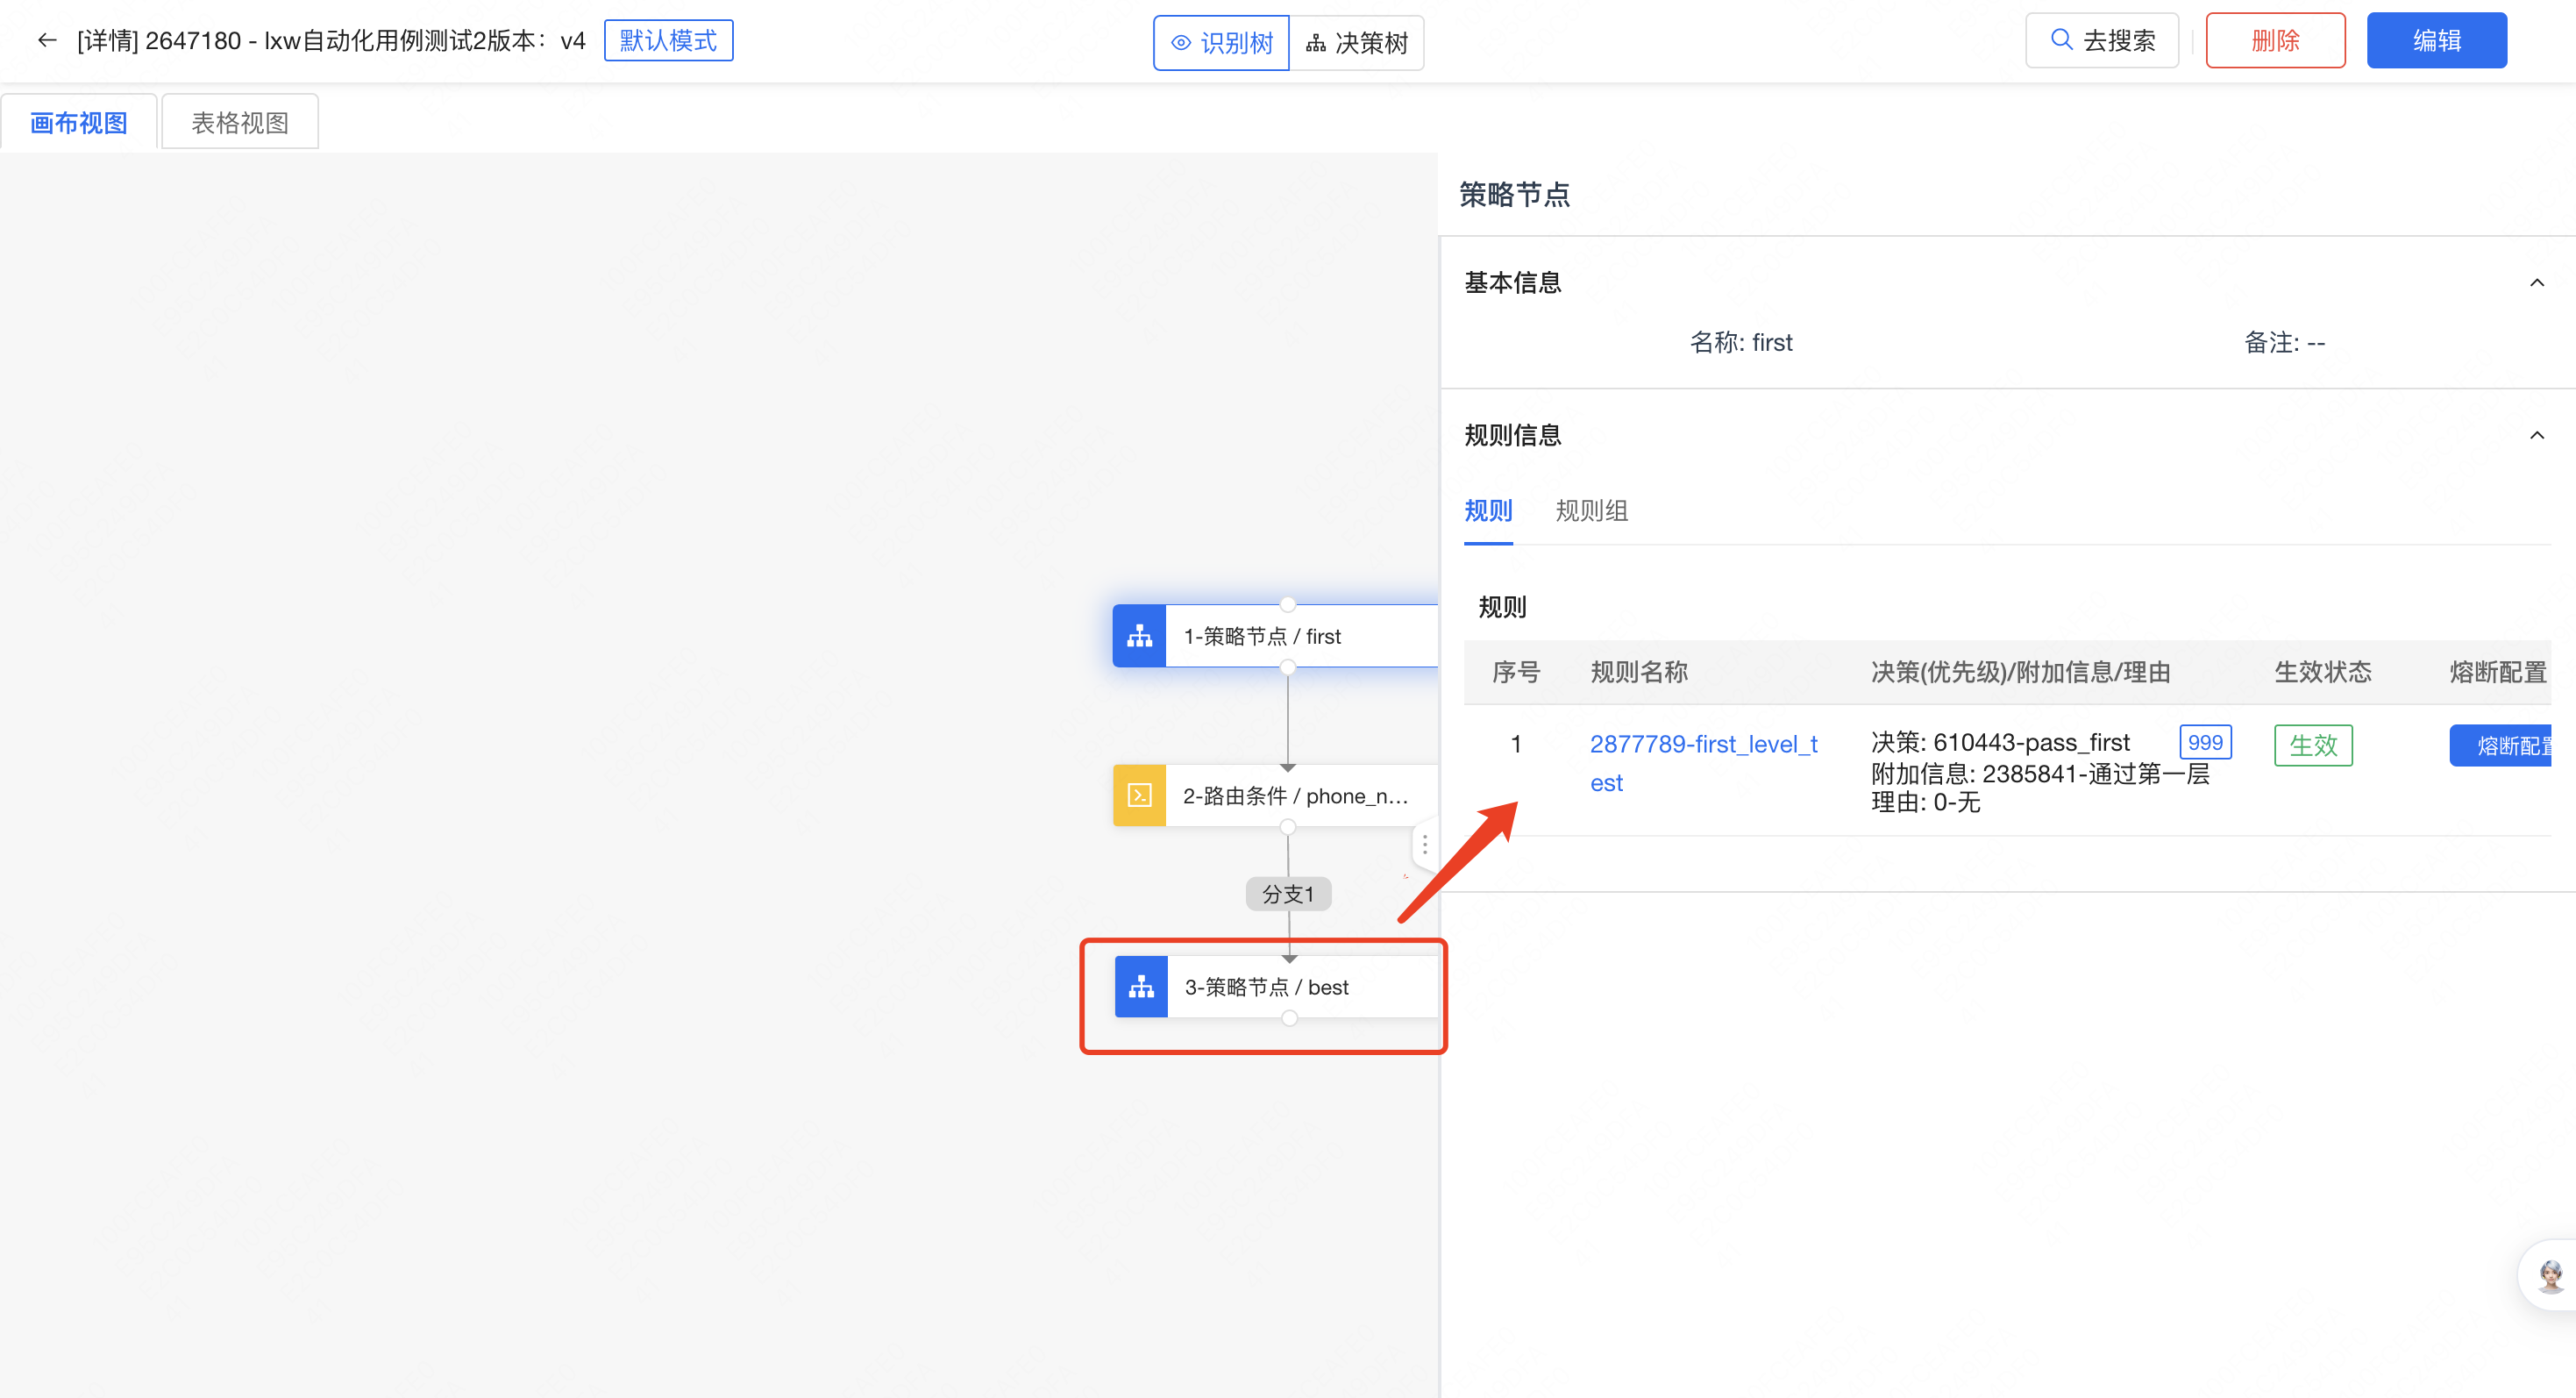 [详情] 2647180 - lxw自动化用例测试2版本： v4 默认模式
识别树 决策树
去搜索 删除 编辑
画布视图 表格视图
策略节点
基本信息
名称: first 备注: --
规则信息
规则 规则组
规则
序号 规则名称 决策(优先级)/附加信息/理由 生效状态 熔断配置
1 2877789-first_level_t
est
决策: 610443-pass_first 999
附加信息: 2385841-通过第一层
理由: 0-无
生效
熔断配置
1-策略节点 / first
2-路由条件 / phone_n...
分支1
3-策略节点 / best